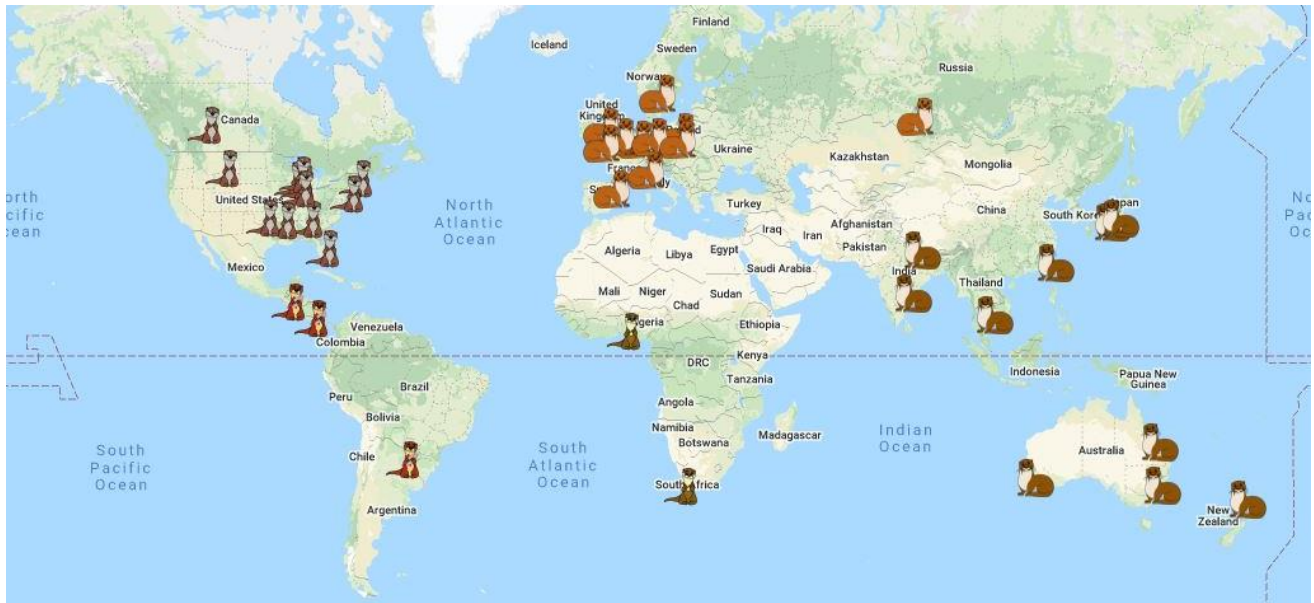 Finland
Iceland
Sweden
Norway
Russia
Canada
United
Kingdom
Ukraine
Kazakhstan
Mongolia
France
North
Atlantic
Ocean
United States
Turkey
China
South Korea
Japan
Iraq
Iran
Afghanistan
Pakistan
Algeria
Libya
Egypt
Saudi Arabia
India
Mexico
Thailand
Mali
Niger
Chad
Sudan
Venezuela
Nigeria
Ethiopia
Colombia
DRC
Kenya
Indonesia
Papua New
Guinea
Tanzania
Brazil
Peru
Angola
Bolivia
Namibia
Botswana
Madagascar
Indian
Ocean
South
Pacific
Ocean
Chile
South
Atlantic
Ocean
Australia
South Africa
Argentina
New
Zealand